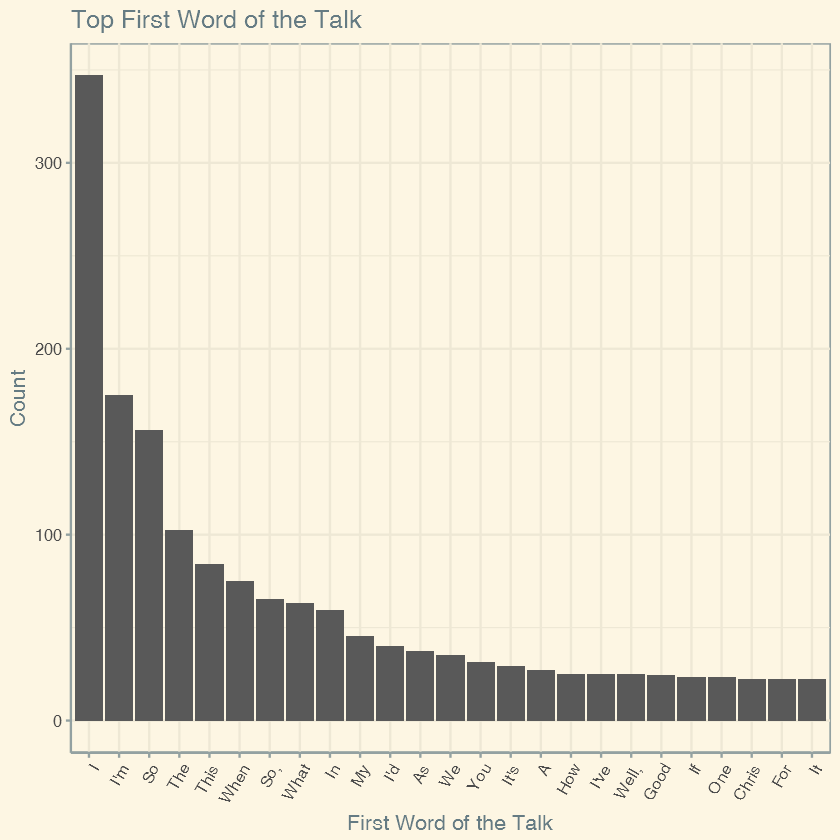 Top First Word of the Talk
300
200
100
0
Count
I
I'm
So
The
This
When
So,
What
In
My
I'd
As
We
You
It's
A
How
I've
Well,
Good
If
One
Chris
For
It
First Word of the Talk